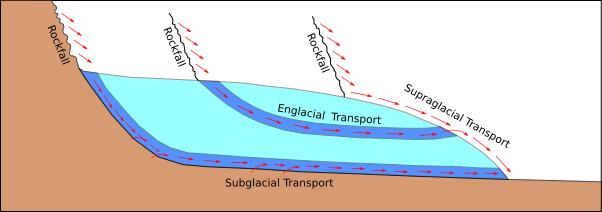 Rockfall
Rockfall
Rockfall
Englacial Transport
Supraglacial Transport
Subglacial Transport